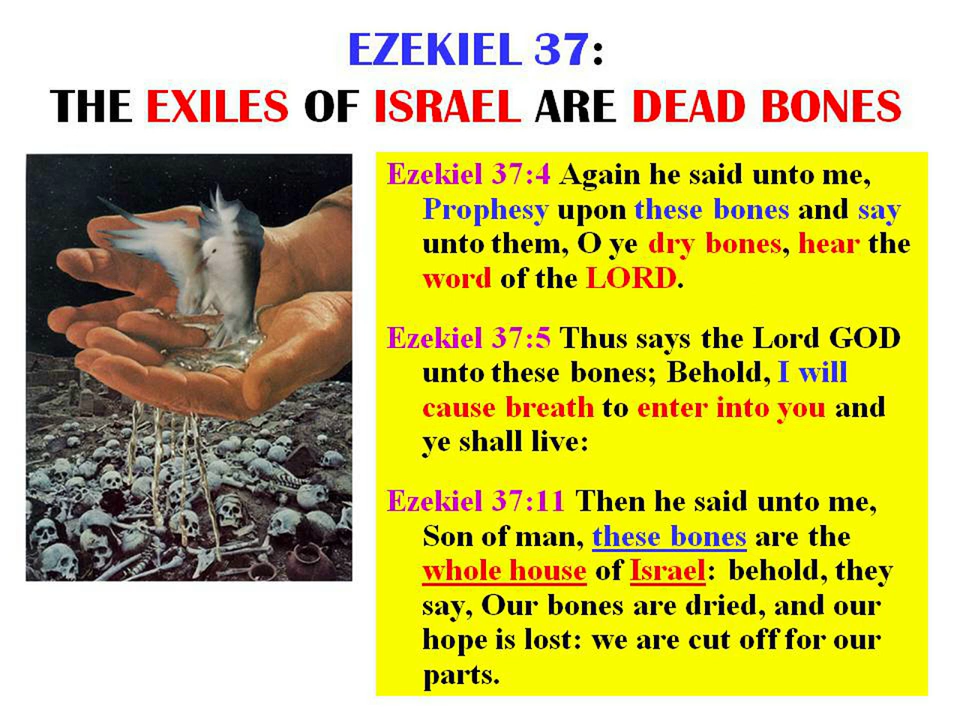 EZEKIEL 37:
THE EXILES OF ISRAEL ARE DEAD BONES
Ezekiel 37:4 Again he said unto me,
Prophesy upon these bones and say
unto them, O ye dry bones, hear the
word of the LORD.
Ezekiel 37:5 Thus says the Lord GOD
unto these bones; Behold, I will
cause breath to enter into you and
ye shall live:
Ezekiel 37:11 Then he said unto me,
Son of man, these bones are the
whole house of Israel: behold, they
say, Our bones are dried, and our
hope is lost: we are cut off for our
parts.